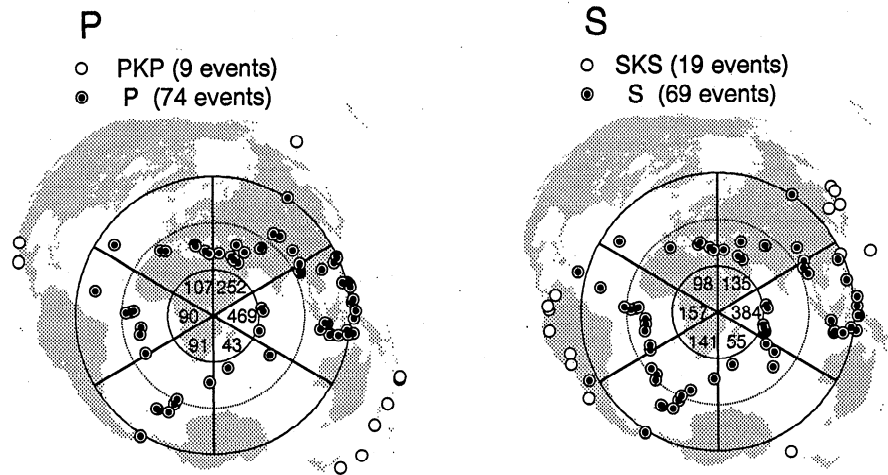 P
PKP (9 events)
P (74 events)
107 252
90 469
91 43
S
SKS (19 events)
S (69 events)
98 135
157 384
141 55